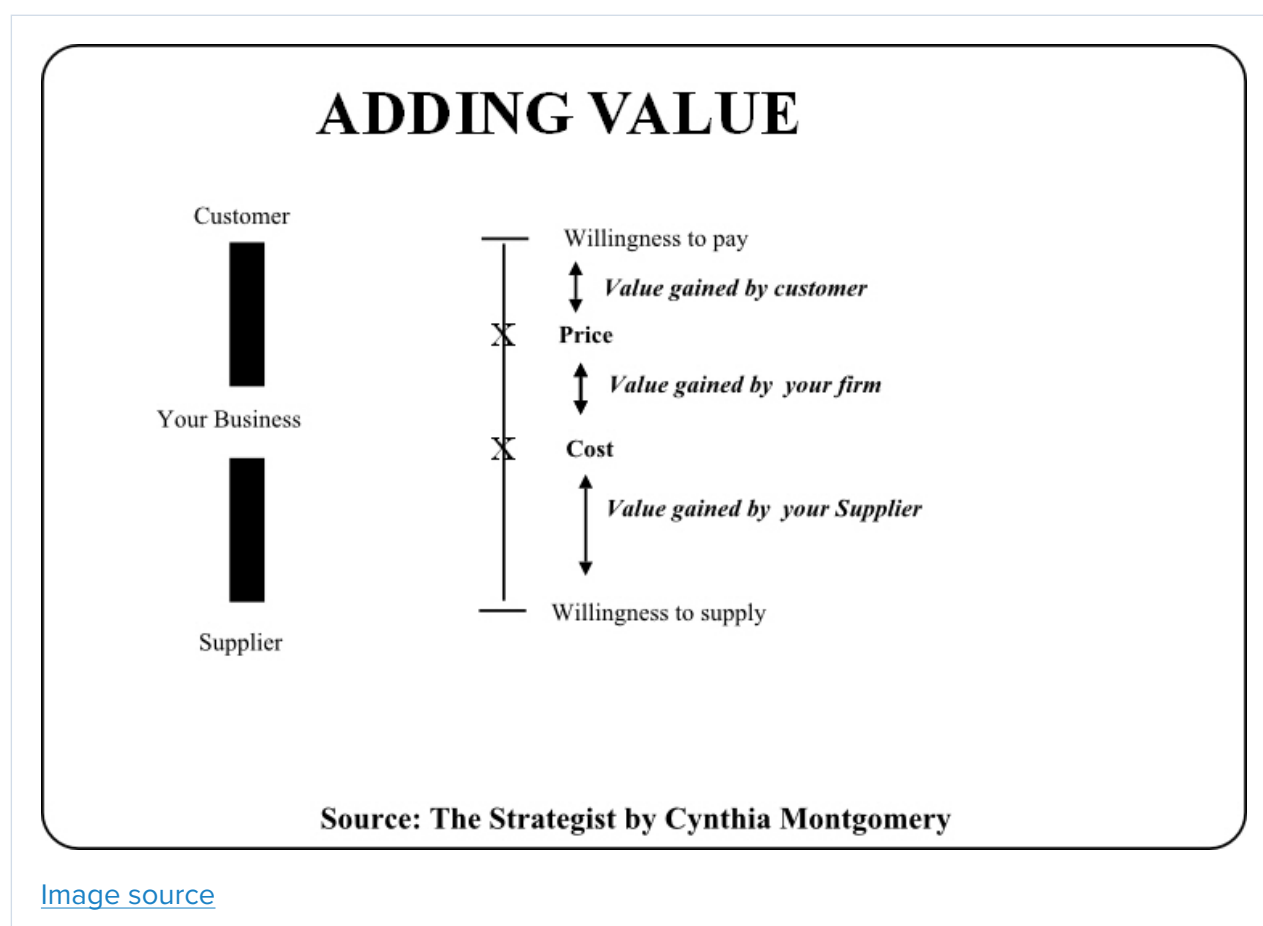 ADDING VALUE
Customer
Willingness to pay
Value gained by customer
X Price
Value gained by your firm
Your Business
X Cost
Value gained by your Supplier
Willingness to supply
Supplier
Source: The Strategist by Cynthia Montgomery
Image source